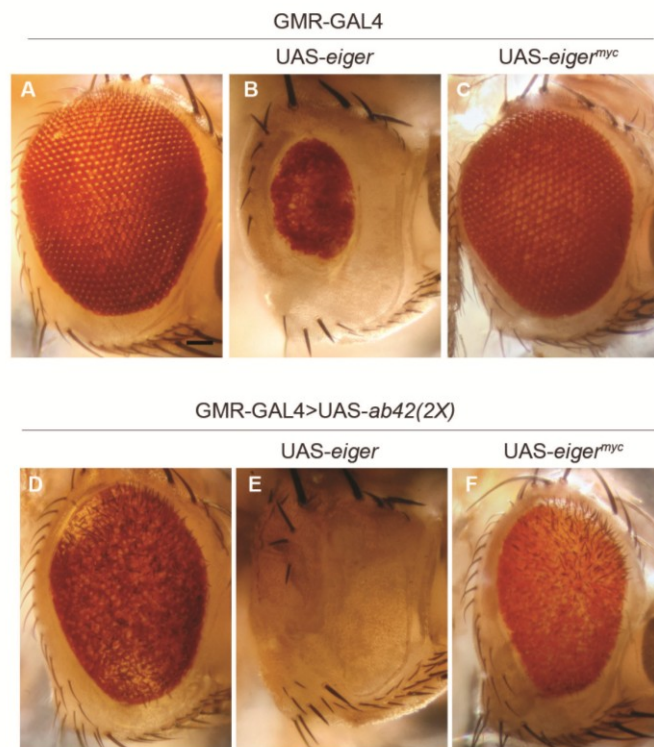 GMR-GAL4
UAS-eiger UAS-eigermyc
A B C
GMR-GAL4>UAS-ab42(2X)
UAS-eiger UAS-eigermyc
D E F